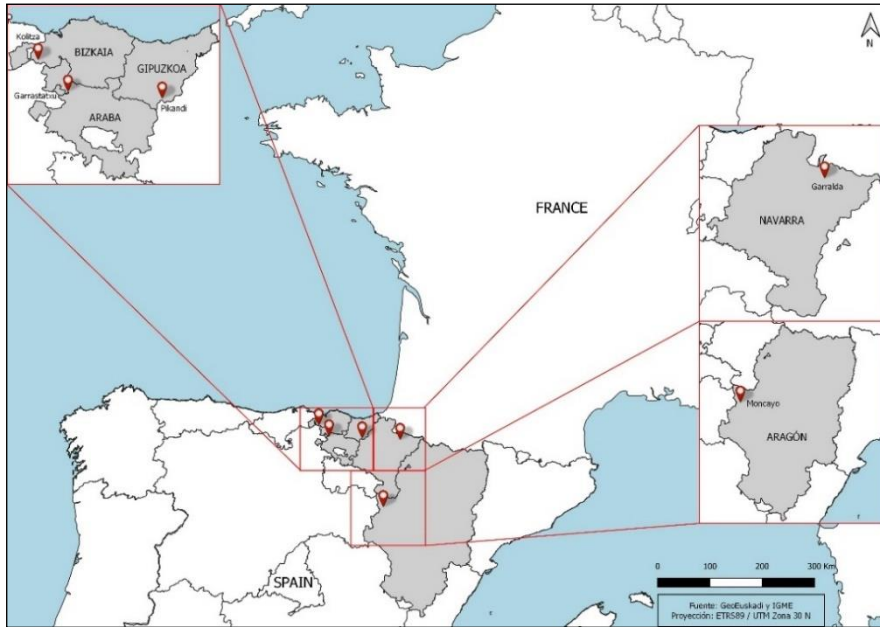 Kolitza
BIZKAIA
GIPUZKOA
Garrastatxu
Pikandi
ARABA
N
Garralda
NAVARRA
FRANCE
Moncayo
ARAGÓN
SPAIN
0 100 200 300 Km
Fuente: GeoEuskadi y IGME
Proyección: ETRS89 / UTM Zona 30 N